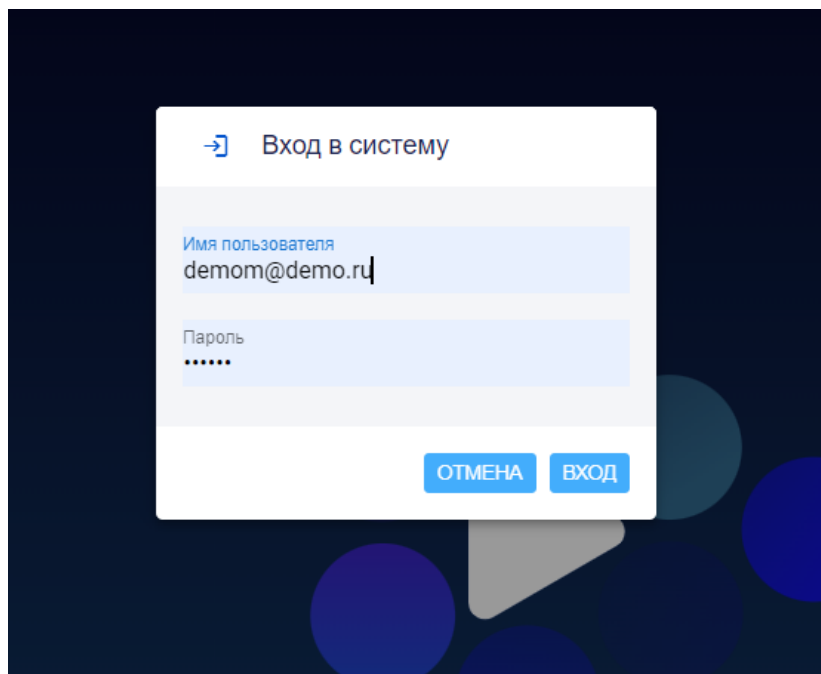 Вход в систему
Имя пользователя
demom@demo.ru
Пароль
••••••
ОТМЕНА ВХОД